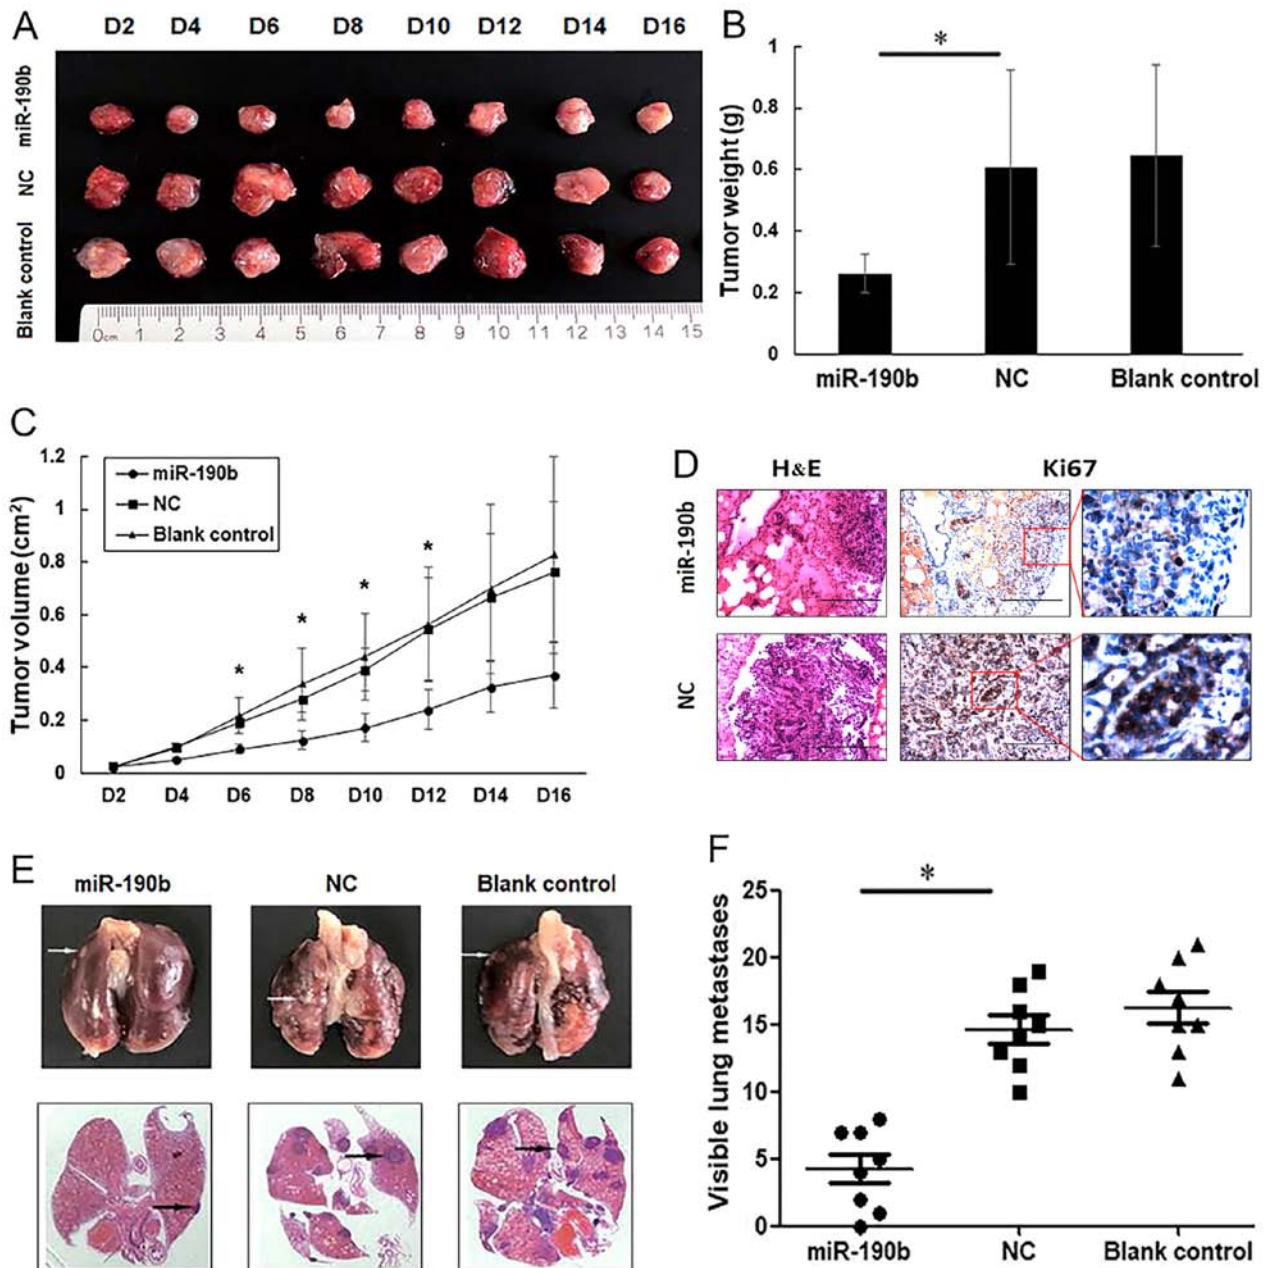 A
D2 D4 D6 D8 D10 D12 D14 D16
miR-190b
NC
Blank control
0cm 1 2 3 4 5 6 7 8 9 10 11 12 13 14 15
B
*
Tumor weight (g)
1
0.8
0.6
0.4
0.2
0
miR-190b NC Blank control
C
Tumor volume (cm²)
1.2
1
0.8
0.6
0.4
0.2
0
miR-190b
NC
Blank control
* * * *
D2 D4 D6 D8 D10 D12 D14 D16
D
H&E Ki67
miR-190b
NC
E
miR-190b NC Blank control
F
*
Visible lung metastases
25
20
15
10
5
0
miR-190b NC Blank control